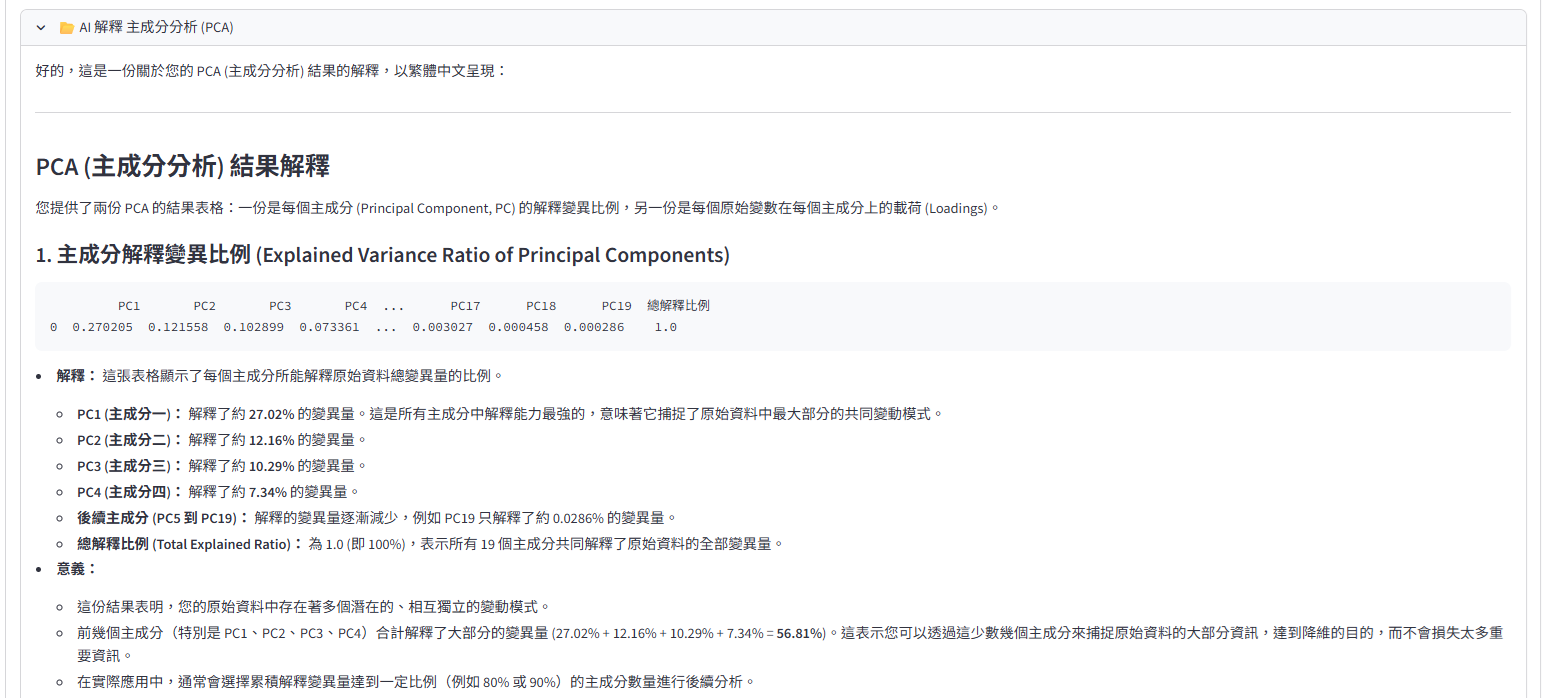 AI 解釋 主成分分析 (PCA)
好的，這是一份關於您的 PCA (主成分分析) 結果的解釋，以繁體中文呈現：
PCA (主成分分析) 結果解釋
您提供了兩份 PCA 的結果表格：一份是每個主成分 (Principal Component, PC) 的解釋變異比例，另一份是每個原始變數在每個主成分上的載荷 (Loadings)。
1. 主成分解釋變異比例 (Explained Variance Ratio of Principal Components)
PC1 PC2 PC3 PC4 ... PC17 PC18 PC19 總解釋比例
0 0.270205 0.121558 0.102899 0.073361 ... 0.003027 0.000458 0.000286 1.0
解釋： 這張表格顯示了每個主成分所能解釋原始資料總變異量的比例。
PC1 (主成分一)： 解釋了約 27.02% 的變異量。這是所有主成分中解釋能力最強的，意味著它捕捉了原始資料中最大部分的共同變動模式。
PC2 (主成分二)： 解釋了約 12.16% 的變異量。
PC3 (主成分三)： 解釋了約 10.29% 的變異量。
PC4 (主成分四)： 解釋了約 7.34% 的變異量。
後續主成分 (PC5 到 PC19)： 解釋的變異量逐漸減少，例如 PC19 只解釋了約 0.0286% 的變異量。
總解釋比例 (Total Explained Ratio)： 為 1.0 (即 100%)，表示所有 19 個主成分共同解釋了原始資料的全部變異量。
意義：
這份結果表明，您的原始資料中存在著多個潛在的、相互獨立的變動模式。
前幾個主成分（特別是 PC1、PC2、PC3、PC4）合計解釋了大部分的變異量 (27.02% + 12.16% + 10.29% + 7.34% = 56.81%)。這表示您可以透過這少數幾個主成分來捕捉原始資料的大部分資訊，達到降維的目的，而不會損失太多重
要資訊。
在實際應用中，通常會選擇累積解釋變異量達到一定比例（例如 80% 或 90%）的主成分數量進行後續分析。